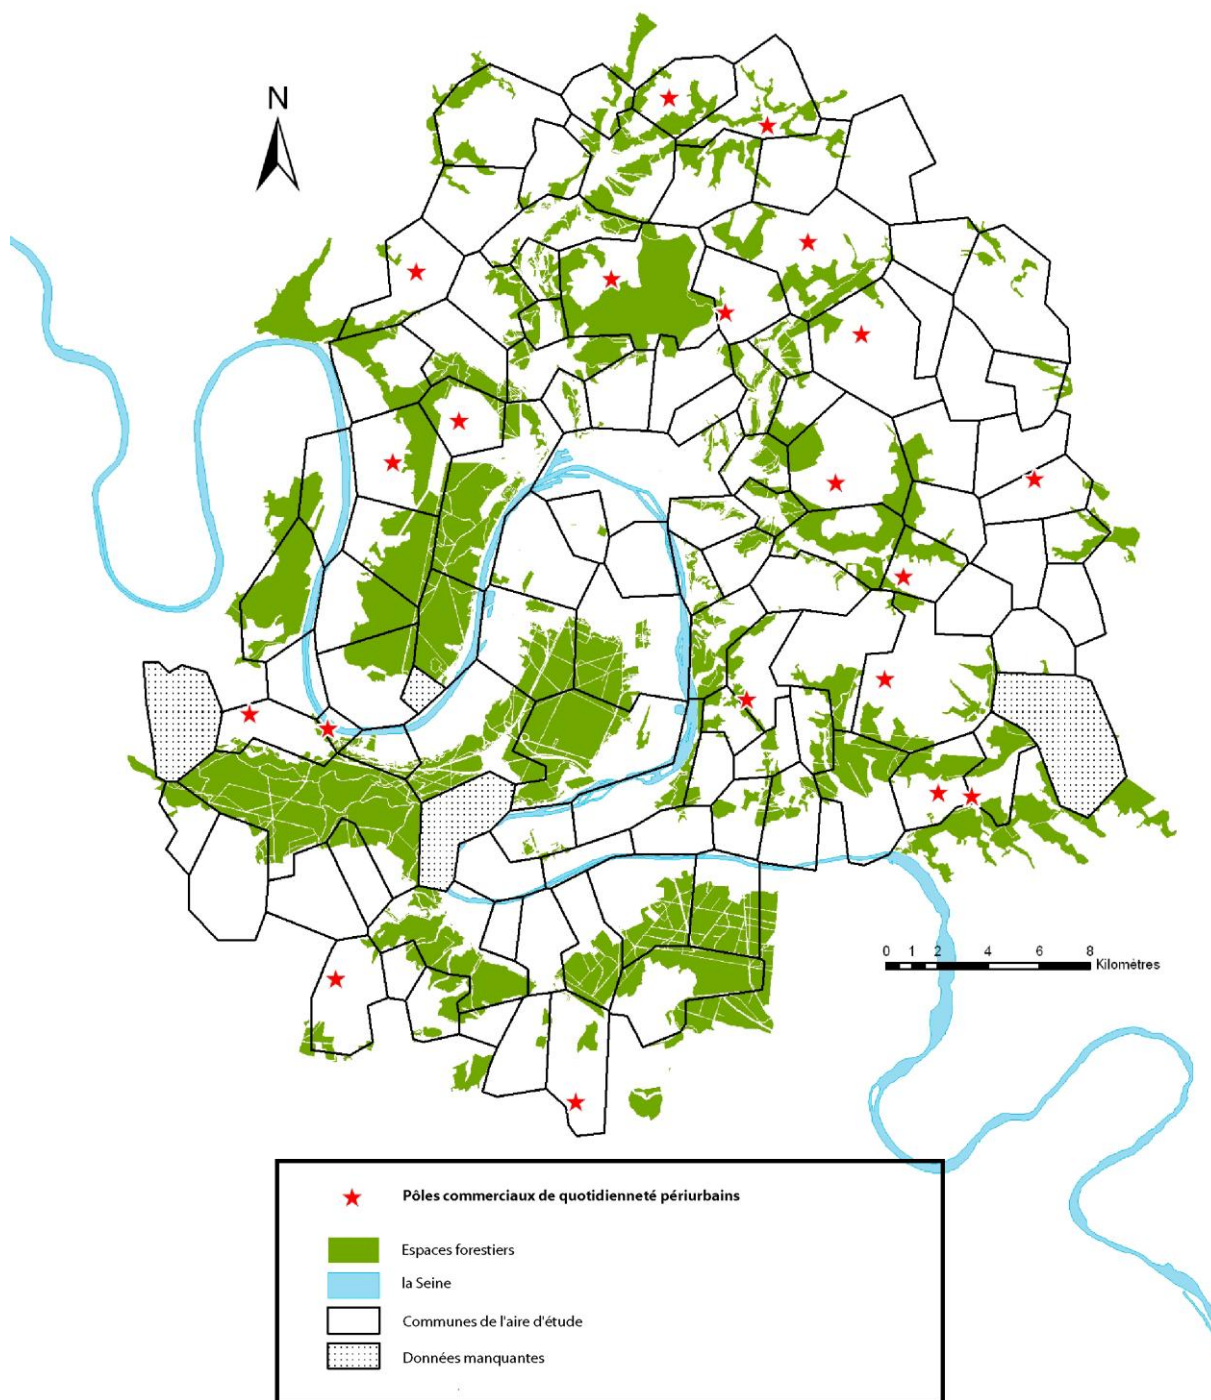 N
0 1 2 4 6 8
Kilomètres
Pôles commerciaux de quotidienneté périurbains
Espaces forestiers
la Seine
Communes de l'aire d'étude
Données manquantes